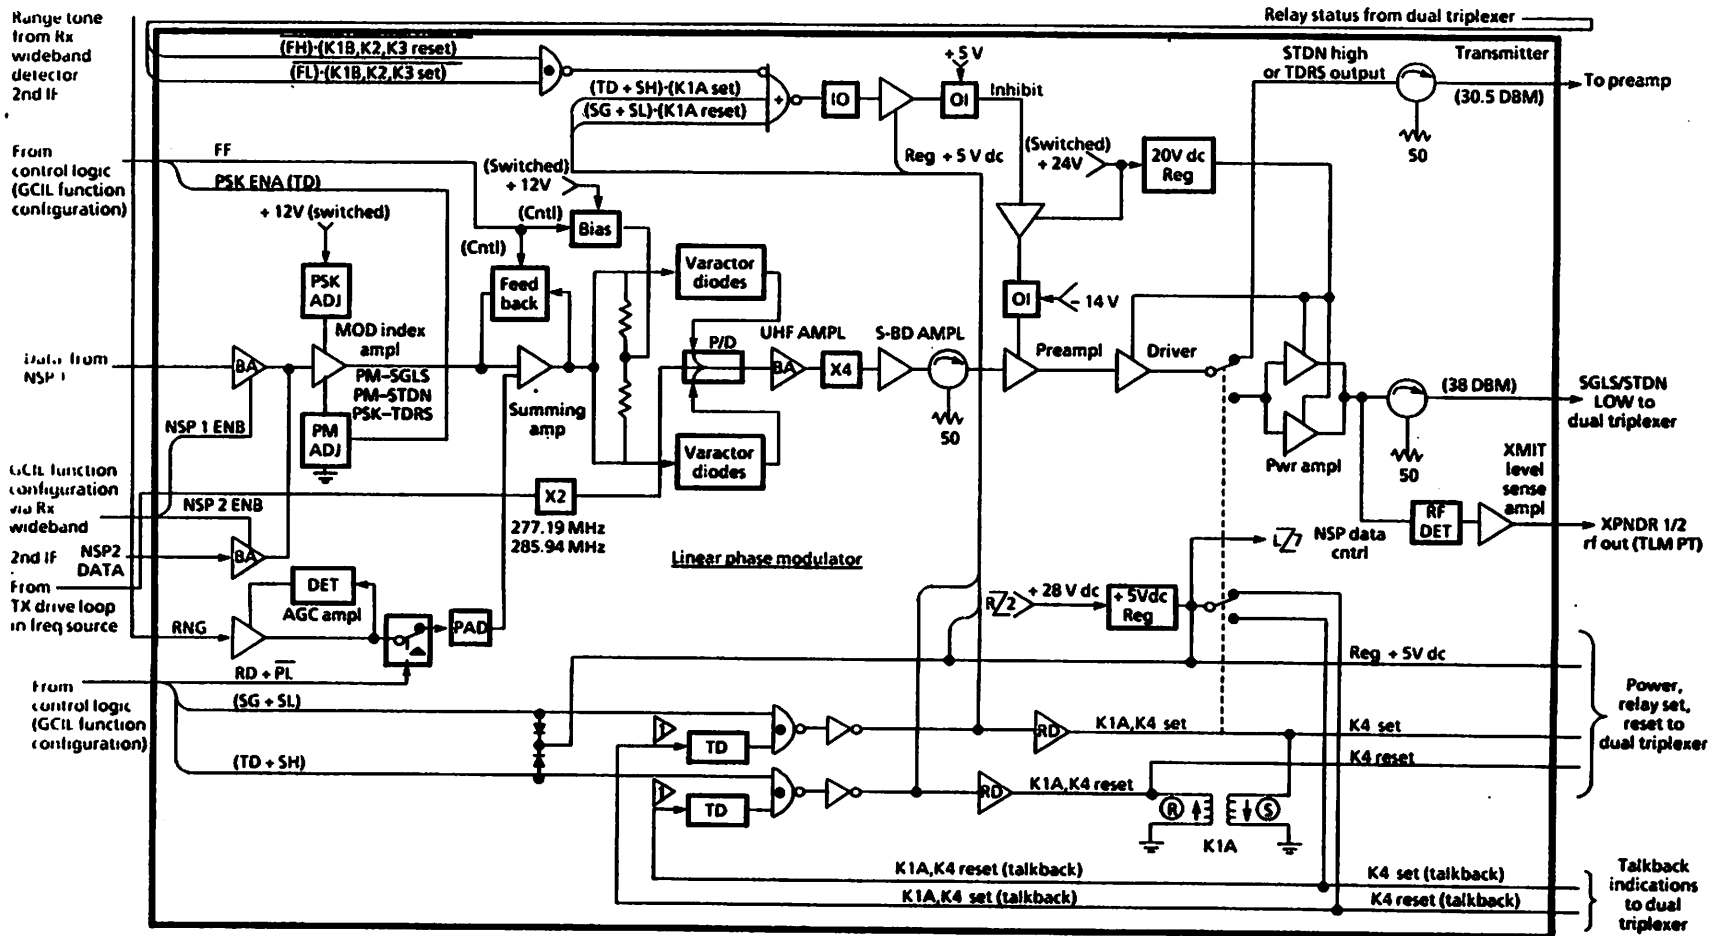 Range tone
from Rx
wideband
detector
2nd IF
Relay status from dual triplexer
(FH)·(K1B,K2,K3 reset)
(FL)·(K1B,K2,K3 set)
(TD + SH)·(K1A set)
(SG + SL)·(K1A reset)
+
IO
+ 5 V
OI
Inhibit
STDN high
or TDRS output
Transmitter
(30.5 DBM)
To preamp
50
From
control logic
(GCIL function
configuration)
FF
PSK ENA (TD)
+ 12V (switched)
(Switched)
+ 12V
(Cntl)
Bias
(Cntl)
Reg + 5 V dc
(Switched)
+ 24V
20V dc
Reg
PSK
ADJ
Feed
back
Varactor
diodes
OI
– 14 V
MOD index
ampl
PM–SGLS
PM–STDN
PSK–TDRS
Data from
NSP 1
BA
Summing
amp
P/D
UHF AMPL
BA
X4
S-BD AMPL
50
Preampl
Driver
(38 DBM)
SGLS/STDN
LOW to
dual triplexer
50
Pwr ampl
NSP 1 ENB
PM
ADJ
Varactor
diodes
GCIL function
configuration
via Rx
wideband
2nd IF
NSP 2 ENB
NSP2
DATA
BA
X2
277.19 MHz
285.94 MHz
Linear phase modulator
XMIT
level
sense
ampl
RF
DET
XPNDR 1/2
rf out (TLM PT)
NSP data
cntrl
From
TX drive loop
in freq source
DET
AGC ampl
RNG
PAD
RD + PL
+ 28 V dc
+ 5Vdc
Reg
Reg + 5V dc
From
control logic
(GCIL function
configuration)
(SG + SL)
(TD + SH)
1
TD
1
TD
RD
K1A,K4 set
K4 set
RD
K1A,K4 reset
K4 reset
R
S
K1A
Power,
relay set,
reset to
dual triplexer
K1A,K4 reset (talkback)
K4 set (talkback)
K1A,K4 set (talkback)
K4 reset (talkback)
Talkback
indications
to dual
triplexer